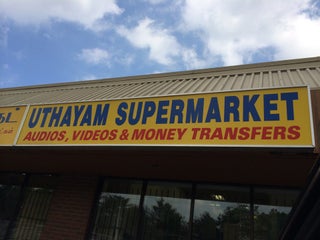 UTHAYAM SUPERMARKET
AUDIOS, VIDEOS & MONEY TRANSFERS